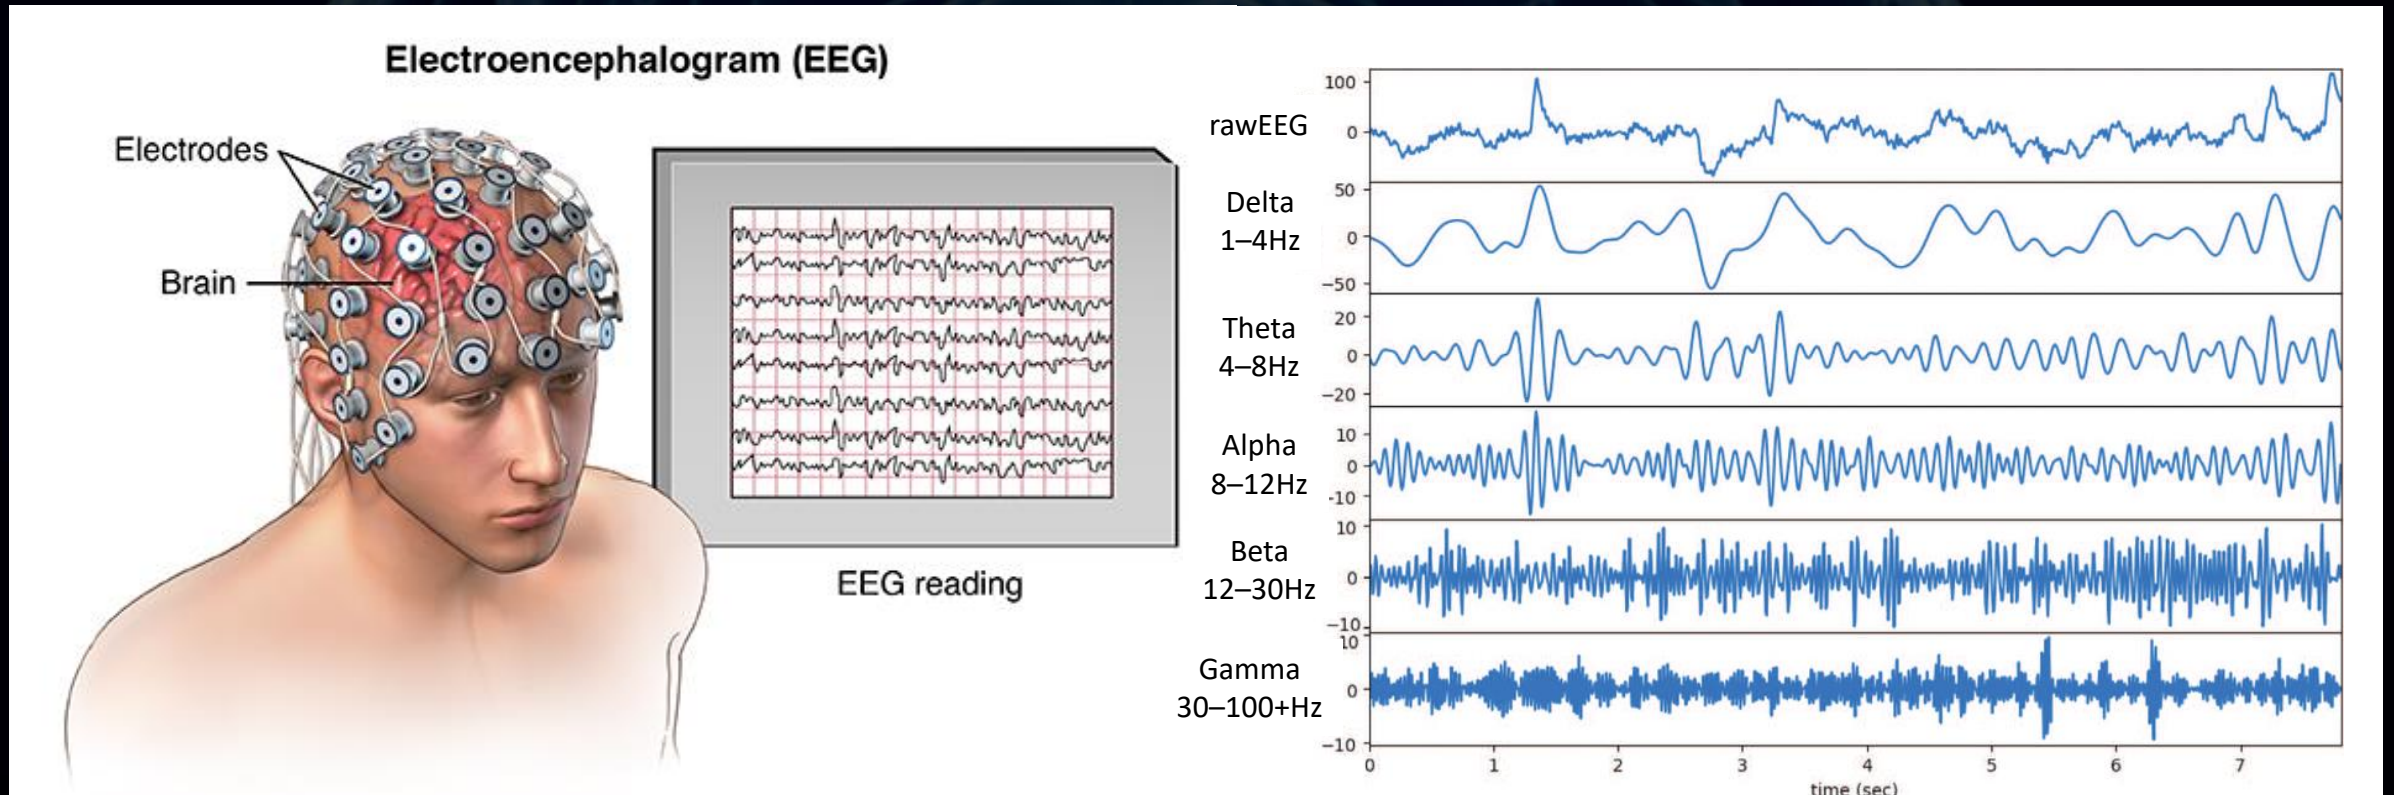 Electroencephalogram (EEG)
Electrodes
Brain
EEG reading
rawEEG
100
0
Delta
1–4Hz
50
0
−50
Theta
4–8Hz
20
0
−20
Alpha
8–12Hz
10
0
-10
Beta
12–30Hz
10
0
−10
Gamma
30–100+Hz
10
0
−10
0 1 2 3 4 5 6 7
time (sec)